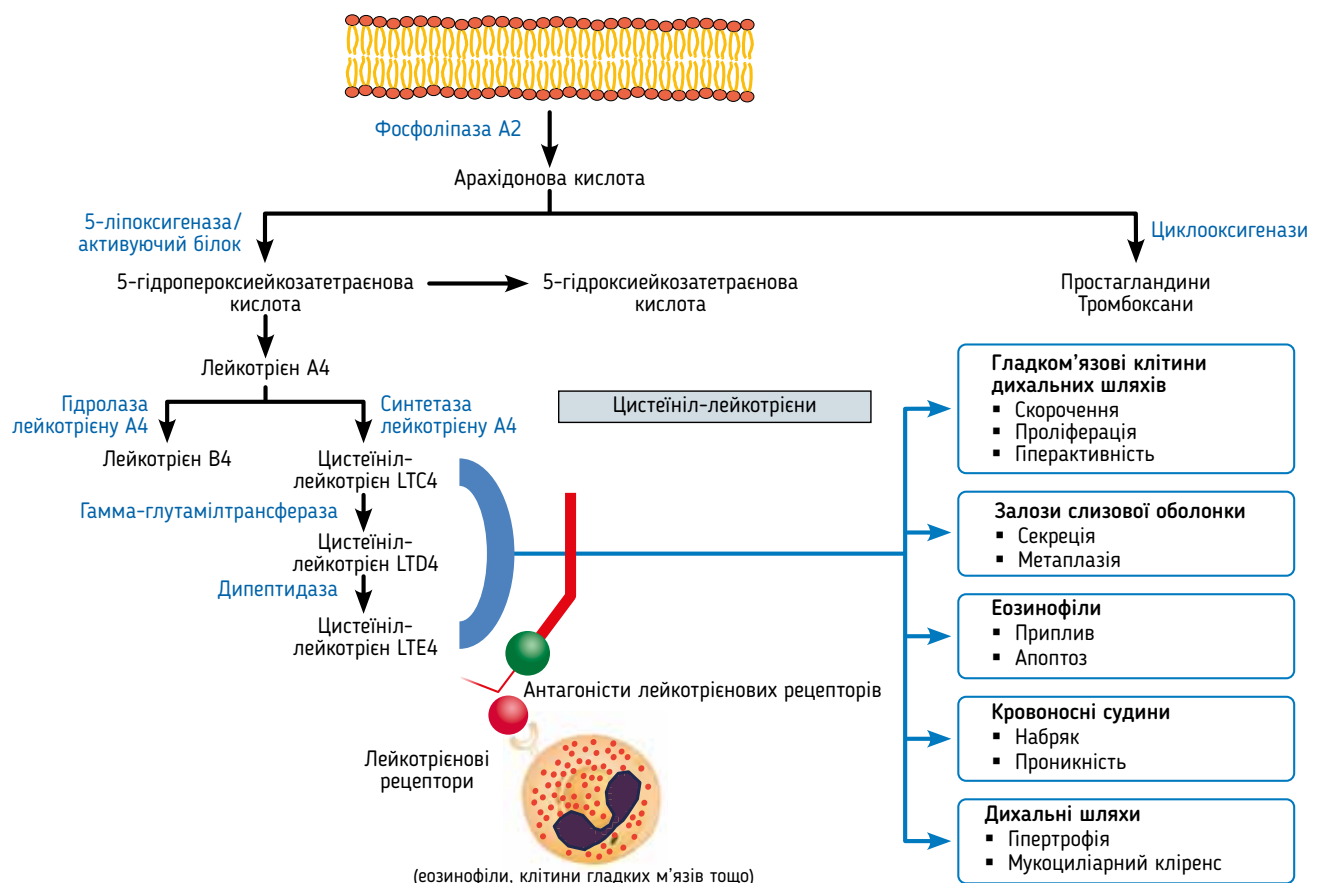 Фосфоліпаза А2
Арахідонова кислота
5-ліпоксигеназа/
активуючий білок
Циклооксигенази
5-гідропероксиейкозатетраєнова
кислота
5-гідроксиейкозатетраєнова
кислота
Простагландини
Тромбоксани
Лейкотрієн А4
Гідролаза
лейкотрієну А4
Синтетаза
лейкотрієну А4
Лейкотрієн В4
Цистеїніл-
лейкотрієн LTC4
Гамма-глутамілтрансфераза
Цистеїніл-
лейкотрієн LTD4
Дипептидаза
Цистеїніл-
лейкотрієн LTE4
Цистеїніл-лейкотрієни
Антагоністи лейкотрієнових рецепторів
Лейкотрієнові
рецептори
(еозинофіли, клітини гладких м’язів тощо)
Гладком’язові клітини
дихальних шляхів
▪ Скорочення
▪ Проліферація
▪ Гіперактивність
Залози слизової оболонки
▪ Секреція
▪ Метаплазія
Еозинофіли
▪ Приплив
▪ Апоптоз
Кровоносні судини
▪ Набряк
▪ Проникність
Дихальні шляхи
▪ Гіпертрофія
▪ Мукоциліарний кліренс